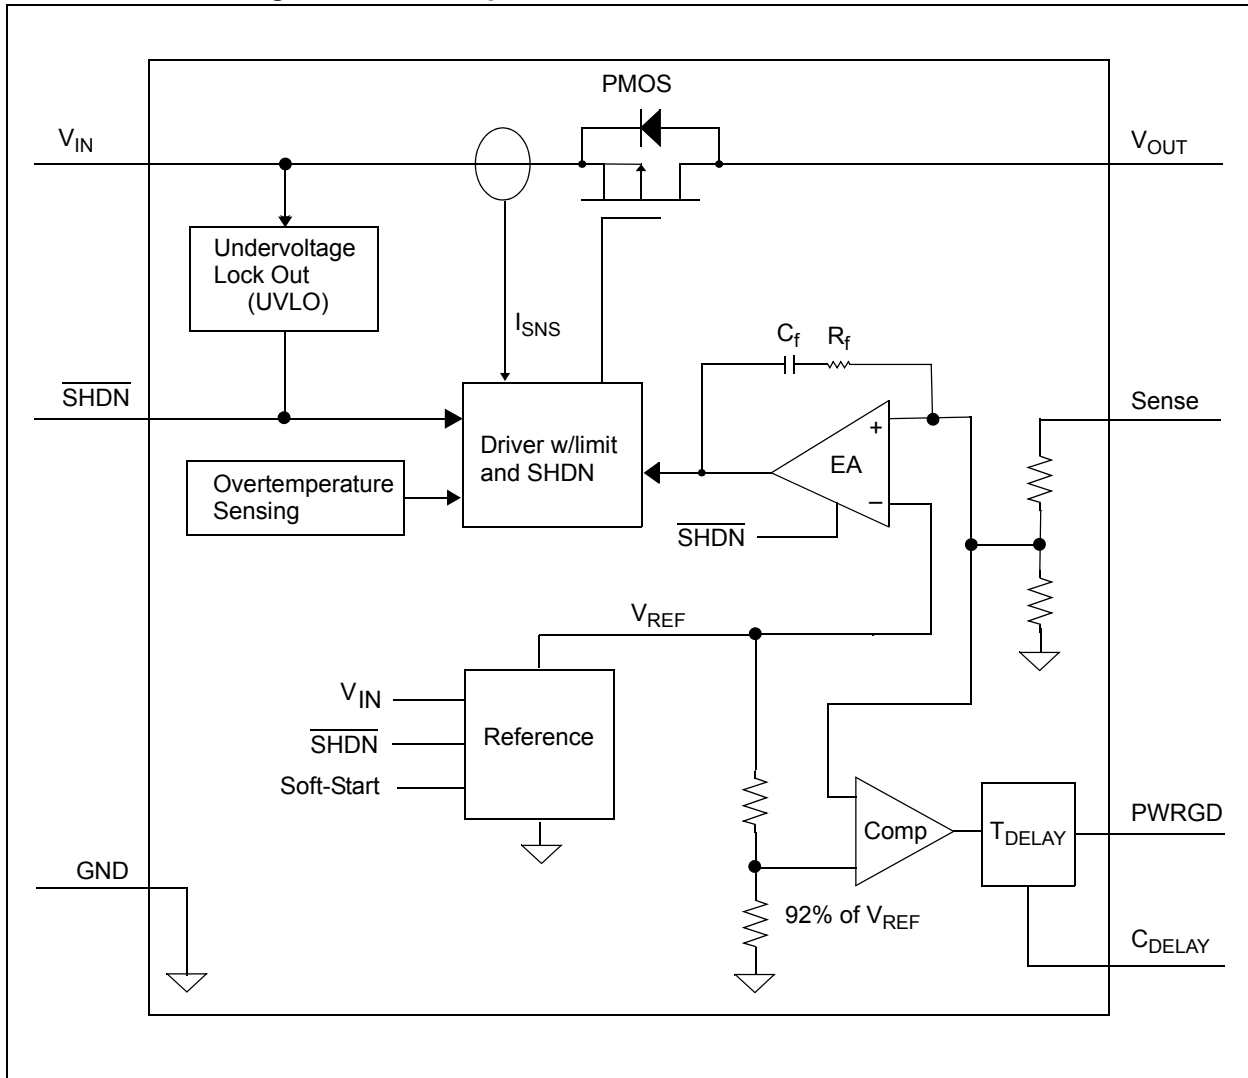 PMOS
V_IN
V_OUT
Undervoltage
Lock Out
(UVLO)
I_SNS
C_f
R_f
SHDN
Sense
+
Driver w/limit
and SHDN
EA
Overtemperature
Sensing
−
SHDN
V_REF
V_IN
SHDN
Reference
Soft-Start
Comp
T_DELAY
PWRGD
GND
92% of V_REF
C_DELAY